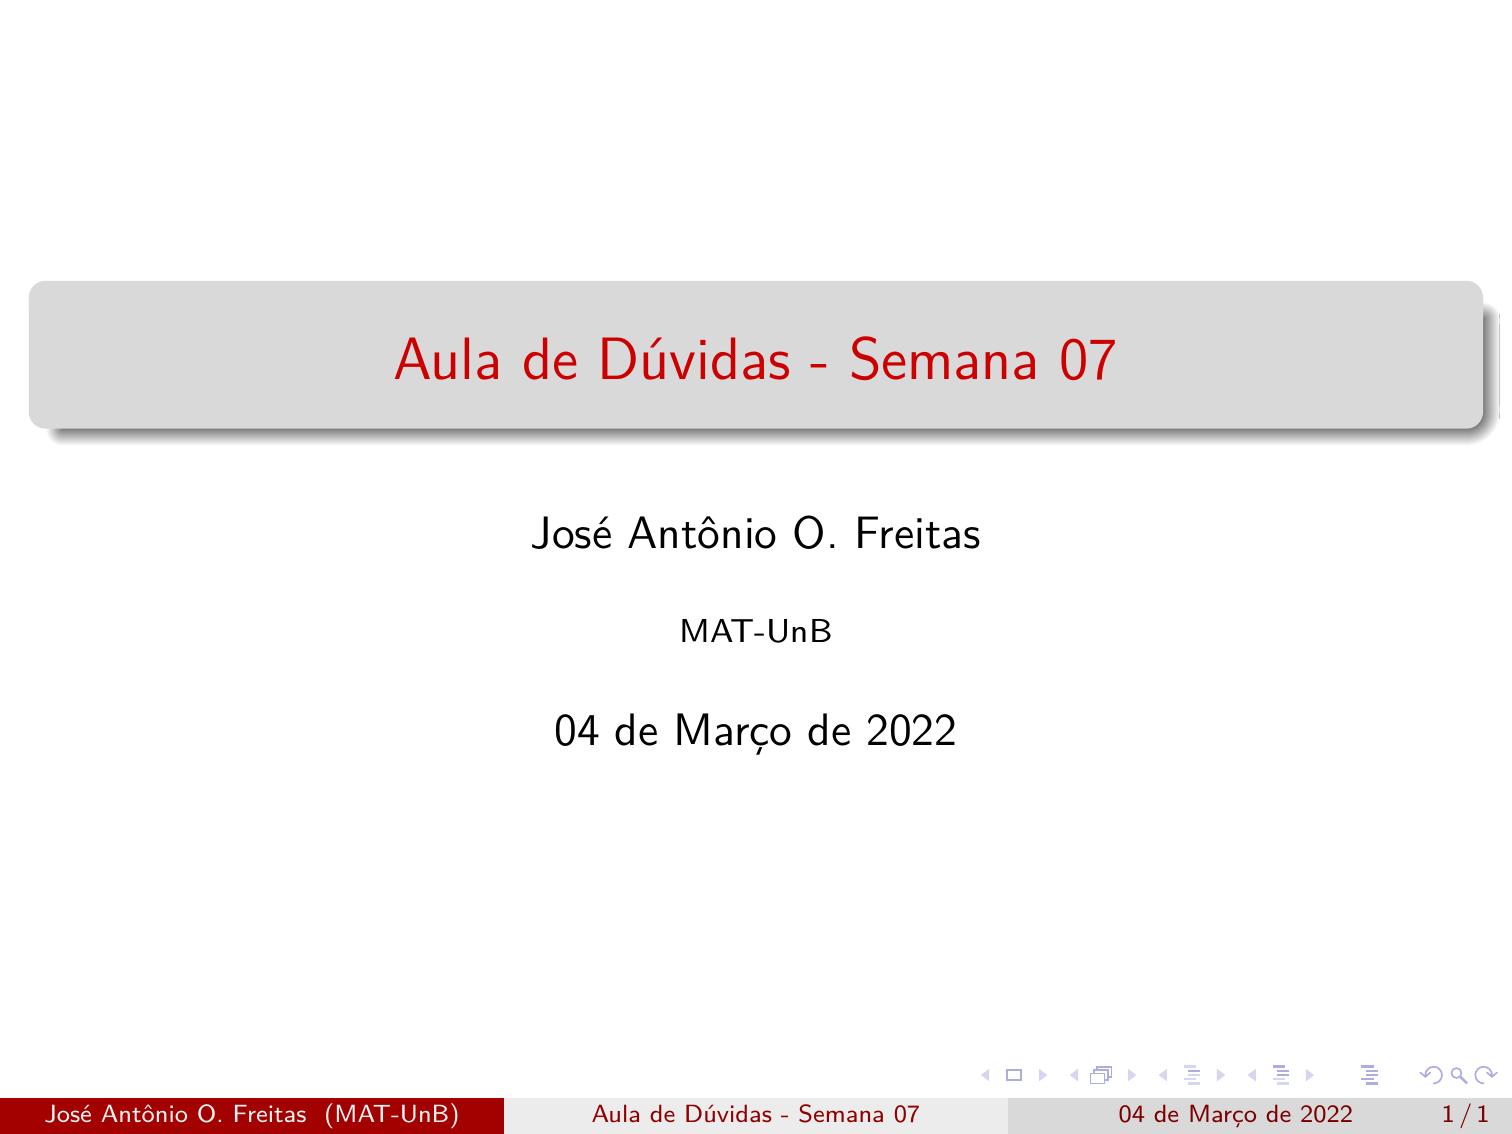 Aula de Dúvidas - Semana 07
José Antônio O. Freitas
MAT-UnB
04 de Março de 2022
José Antônio O. Freitas (MAT-UnB) Aula de Dúvidas - Semana 07 04 de Março de 2022 1 / 1